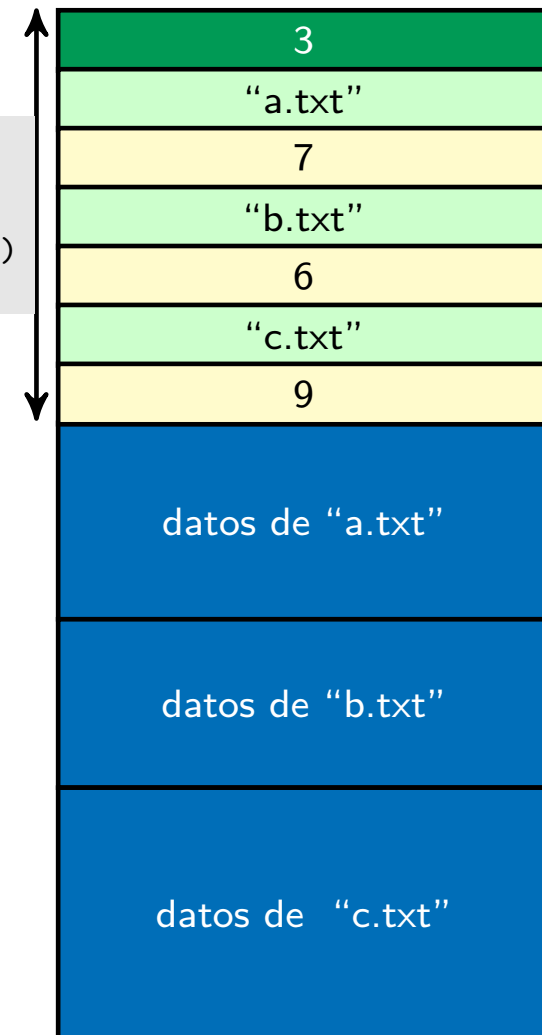 3
“a.txt”
7
“b.txt”
)
6
“c.txt”
9
datos de “a.txt”
datos de “b.txt”
datos de “c.txt”